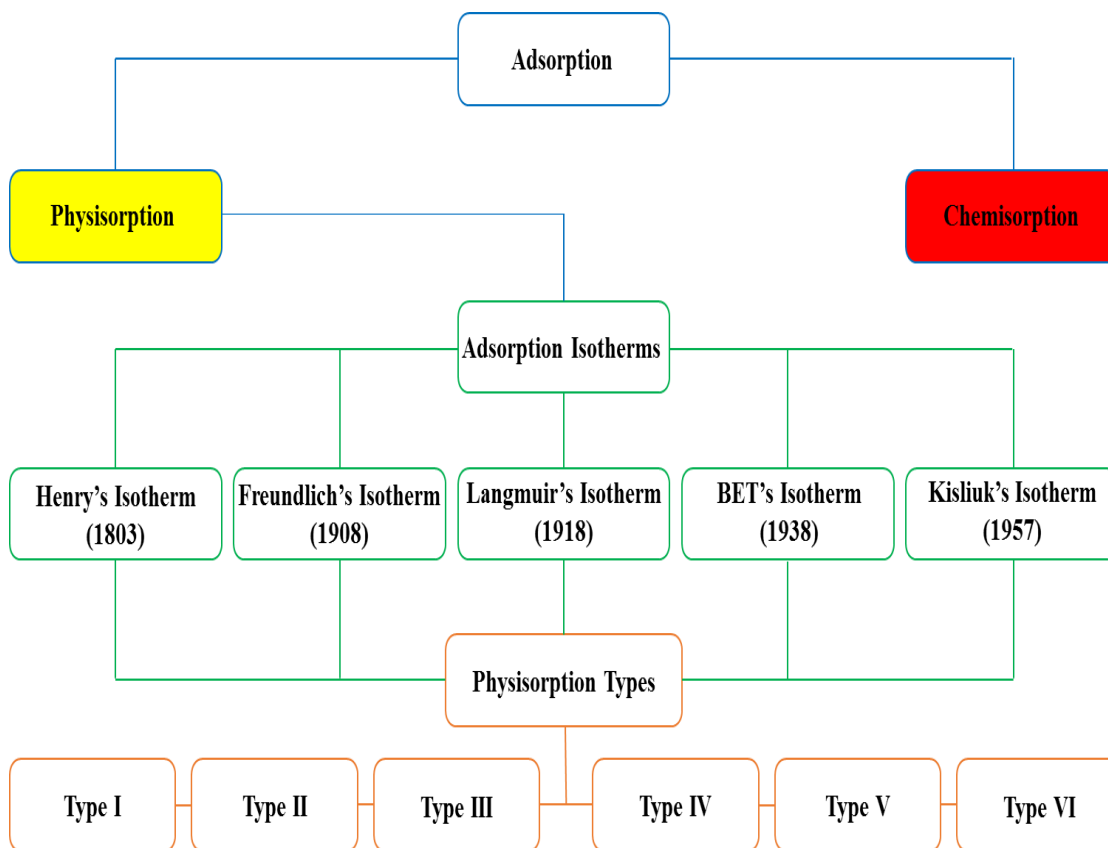 Adsorption
Physisorption
Chemisorption
Adsorption Isotherms
Henry’s Isotherm
(1803)
Freundlich’s Isotherm
(1908)
Langmuir’s Isotherm
(1918)
BET’s Isotherm
(1938)
Kisliuk’s Isotherm
(1957)
Physisorption Types
Type I
Type II
Type III
Type IV
Type V
Type VI